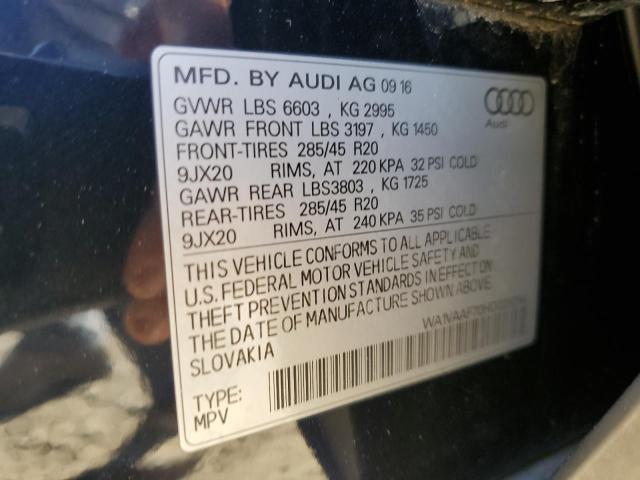 MFD. BY AUDI AG 09 16
GVWR LBS 6603 , KG 2995
GAWR FRONT LBS 3197 , KG 1450
FRONT-TIRES 285/45 R20
9JX20 RIMS, AT 220 KPA 32 PSI COLD
GAWR REAR LBS3803 , KG 1725
REAR-TIRES 285/45 R20
9JX20 RIMS, AT 240 KPA 35 PSI COLD
Audi
THIS VEHICLE CONFORMS TO ALL APPLICABLE
U.S. FEDERAL MOTOR VEHICLE SAFETY AND
THEFT PREVENTION STANDARDS IN EFFECT ON
THE DATE OF MANUFACTURE SHOWN ABOVE.
SLOVAKIA
TYPE:
MPV